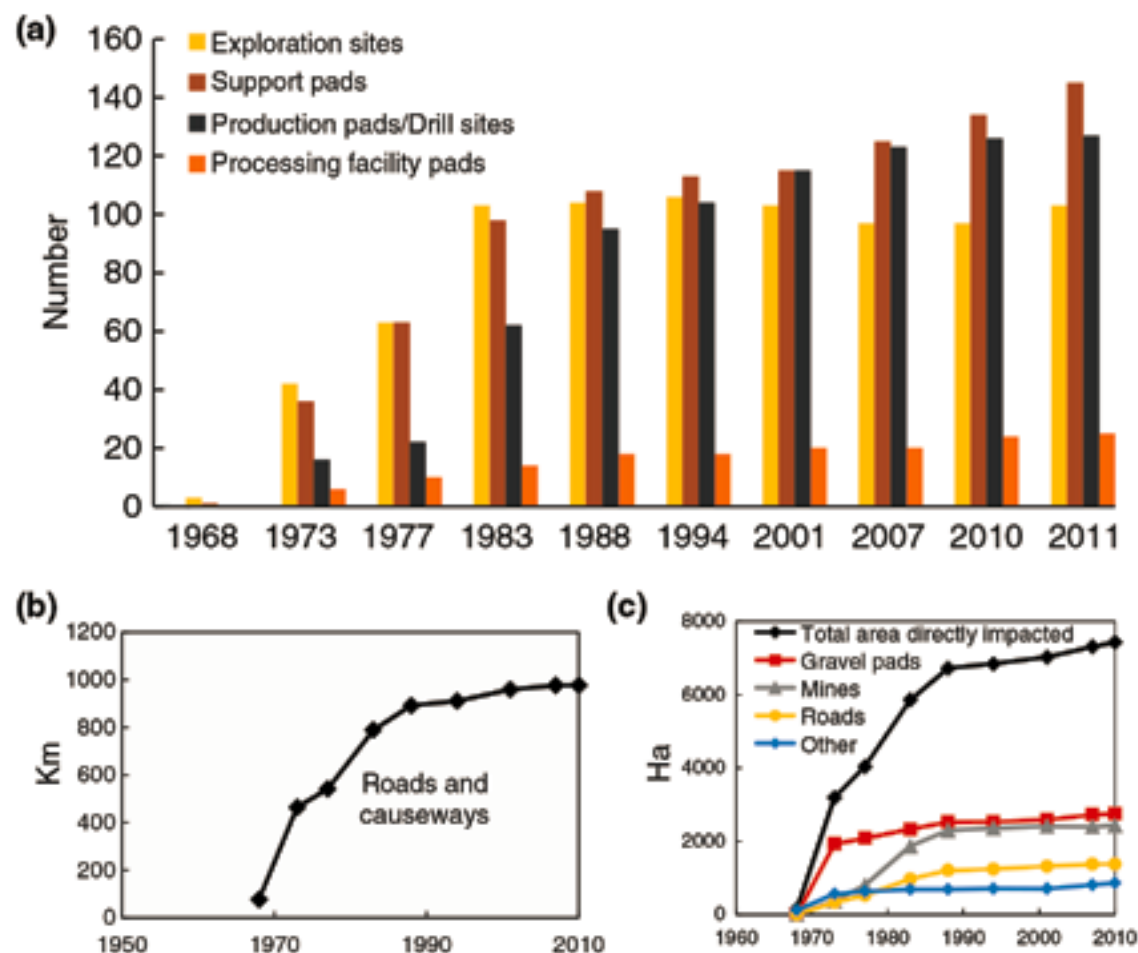 (a)
160
140
120
100
80
60
40
20
0
Number
Exploration sites
Support pads
Production pads/Drill sites
Processing facility pads
1968 1973 1977 1983 1988 1994 2001 2007 2010 2011
(b)
1200
1000
800
600
400
200
0
Km
Roads and
causeways
1950 1970 1990 2010
(c)
8000
6000
4000
2000
0
Ha
Total area directly impacted
Gravel pads
Mines
Roads
Other
1960 1970 1980 1990 2000 2010